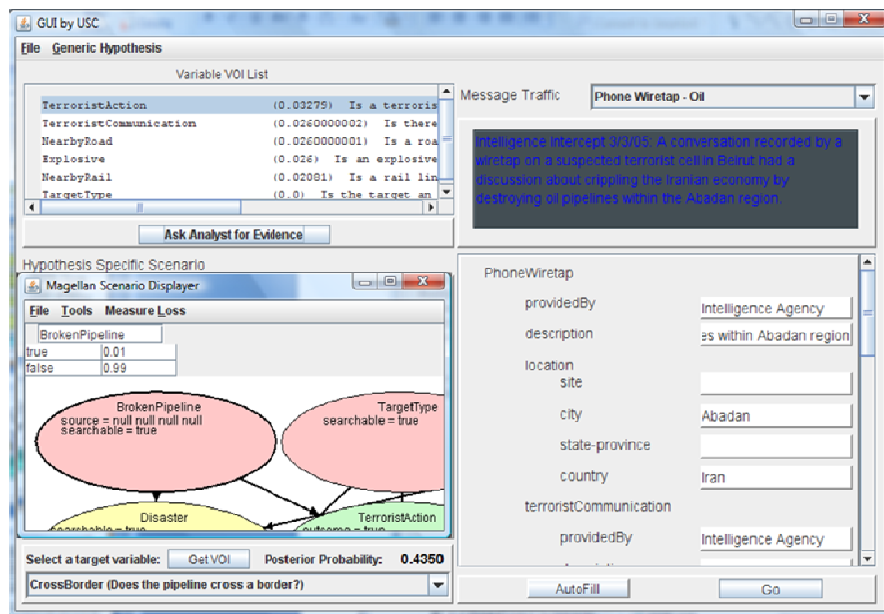 GUI by USC
File Generic Hypothesis
Variable VOI List
TerroristAction (0.03279) Is a terroris
TerroristCommunication (0.0260000002) Is there
NearbyRoad (0.0260000001) Is a roa
Explosive (0.026) Is an explosive
NearbyRail (0.02081) Is a rail lin
TargetType (0.0) Is the target an
Ask Analyst for Evidence
Message Traffic Phone Wiretap - Oil
Intelligence Intercept 3/3/05: A conversation recorded by a
wiretap on a suspected terrorist cell in Beirut had a
discussion about crippling the Iranian economy by
destroying oil pipelines within the Abadan region.
Hypothesis Specific Scenario
Magellan Scenario Displayer
File Tools Measure Loss
BrokenPipeline
true 0.01
false 0.99
BrokenPipeline
source = null null null null
searchable = true
TargetType
searchable = true
Disaster
searchable = true
TerroristAction
outcome = true
Select a target variable: Get VOI Posterior Probability: 0.4350
CrossBorder (Does the pipeline cross a border?)
PhoneWiretap
providedBy Intelligence Agency
description es within Abadan region
location
site
city Abadan
state-province
country Iran
terroristCommunication
providedBy Intelligence Agency
AutoFill Go